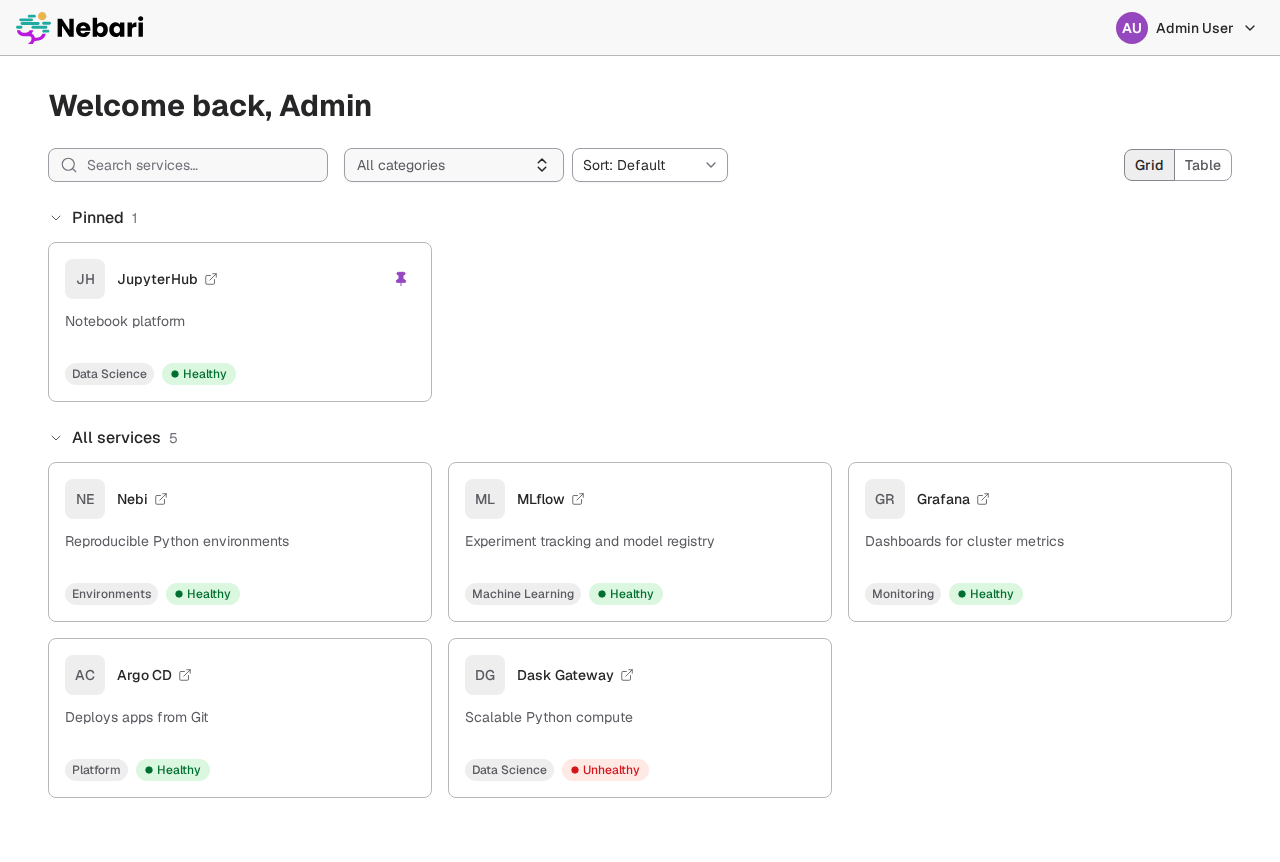 Nebari
AU
Admin User
Welcome back, Admin
Search services...
All categories
Sort: Default
Grid
Table
Pinned 1
JH
JupyterHub
Notebook platform
Data Science
Healthy
All services 5
NE
Nebi
Reproducible Python environments
Environments
Healthy
ML
MLflow
Experiment tracking and model registry
Machine Learning
Healthy
GR
Grafana
Dashboards for cluster metrics
Monitoring
Healthy
AC
Argo CD
Deploys apps from Git
Platform
Healthy
DG
Dask Gateway
Scalable Python compute
Data Science
Unhealthy